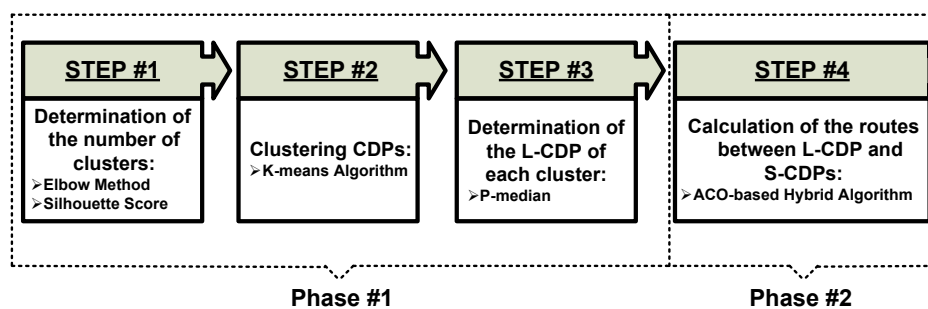 STEP #1
Determination of
the number of
clusters:
➢Elbow Method
➢Silhouette Score
STEP #2
Clustering CDPs:
➢K-means Algorithm
STEP #3
Determination of
the L-CDP of
each cluster:
➢P-median
STEP #4
Calculation of the routes
between L-CDP and
S-CDPs:
➢ACO-based Hybrid Algorithm
Phase #1
Phase #2